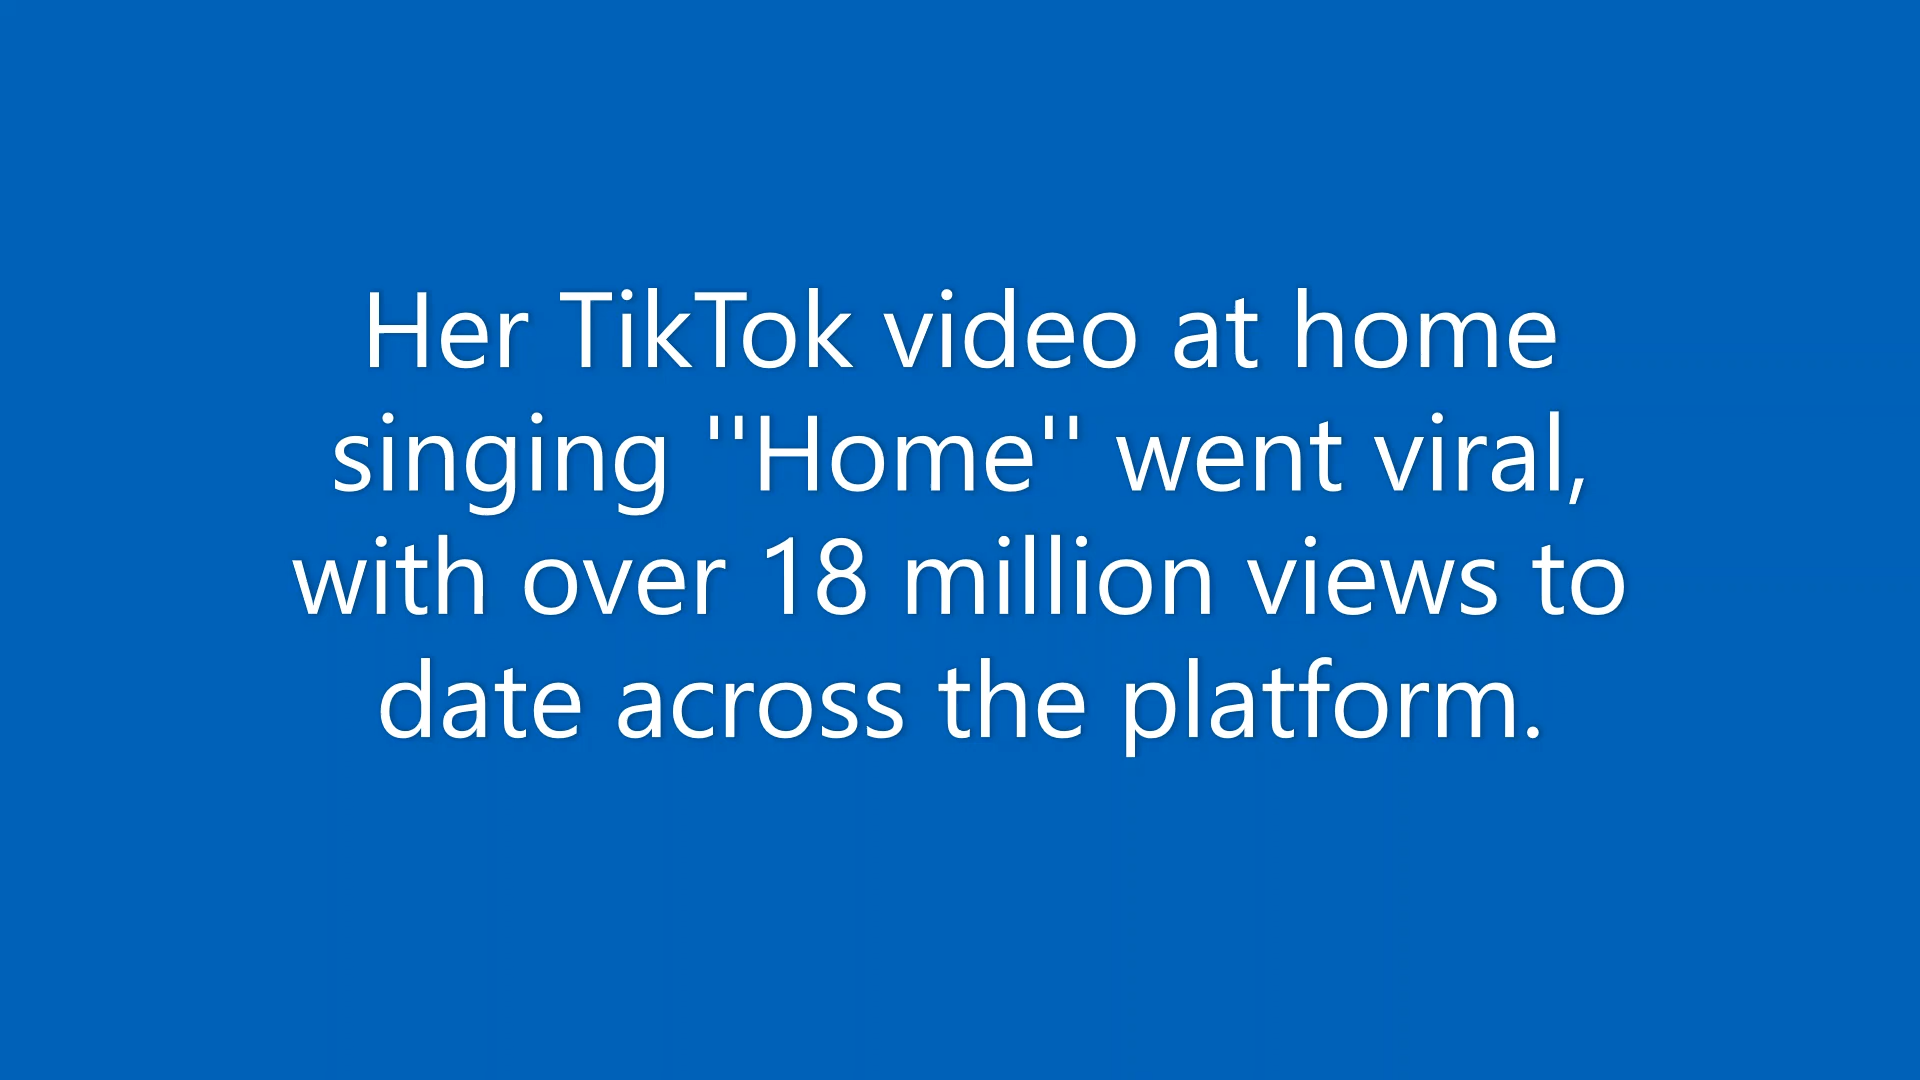 Her TikTok video at home
singing "Home" went viral,
with over 18 million views to
date across the platform.